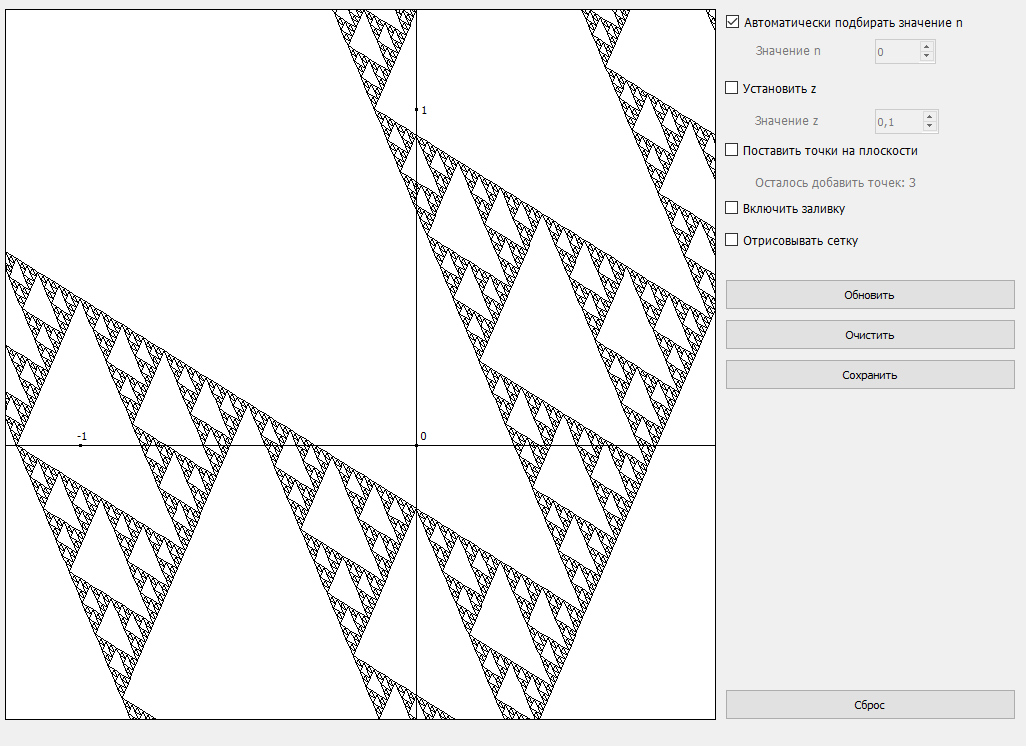 Автоматически подбирать значение n
Значение n 0
Установить z
Значение z 0,1
Поставить точки на плоскости
Осталось добавить точек: 3
Включить заливку
Отрисовывать сетку
Обновить
Очистить
Сохранить
Сброс
1
-1 0